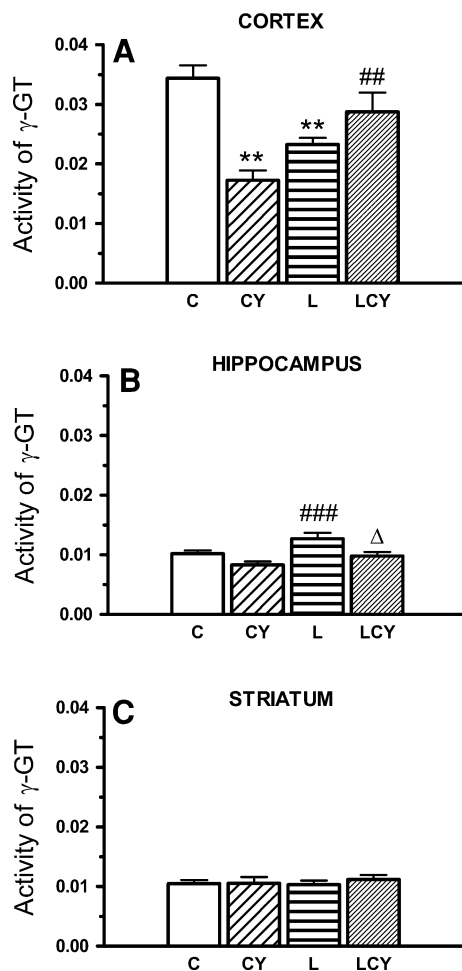 CORTEX
A
Activity of γ-GT
0.04
0.03
0.02
0.01
0.00
**
**
##
C CY L LCY
HIPPOCAMPUS
B
Activity of γ-GT
0.04
0.03
0.02
0.01
0.00
###
Δ
C CY L LCY
STRIATUM
C
Activity of γ-GT
0.04
0.03
0.02
0.01
0.00
C CY L LCY